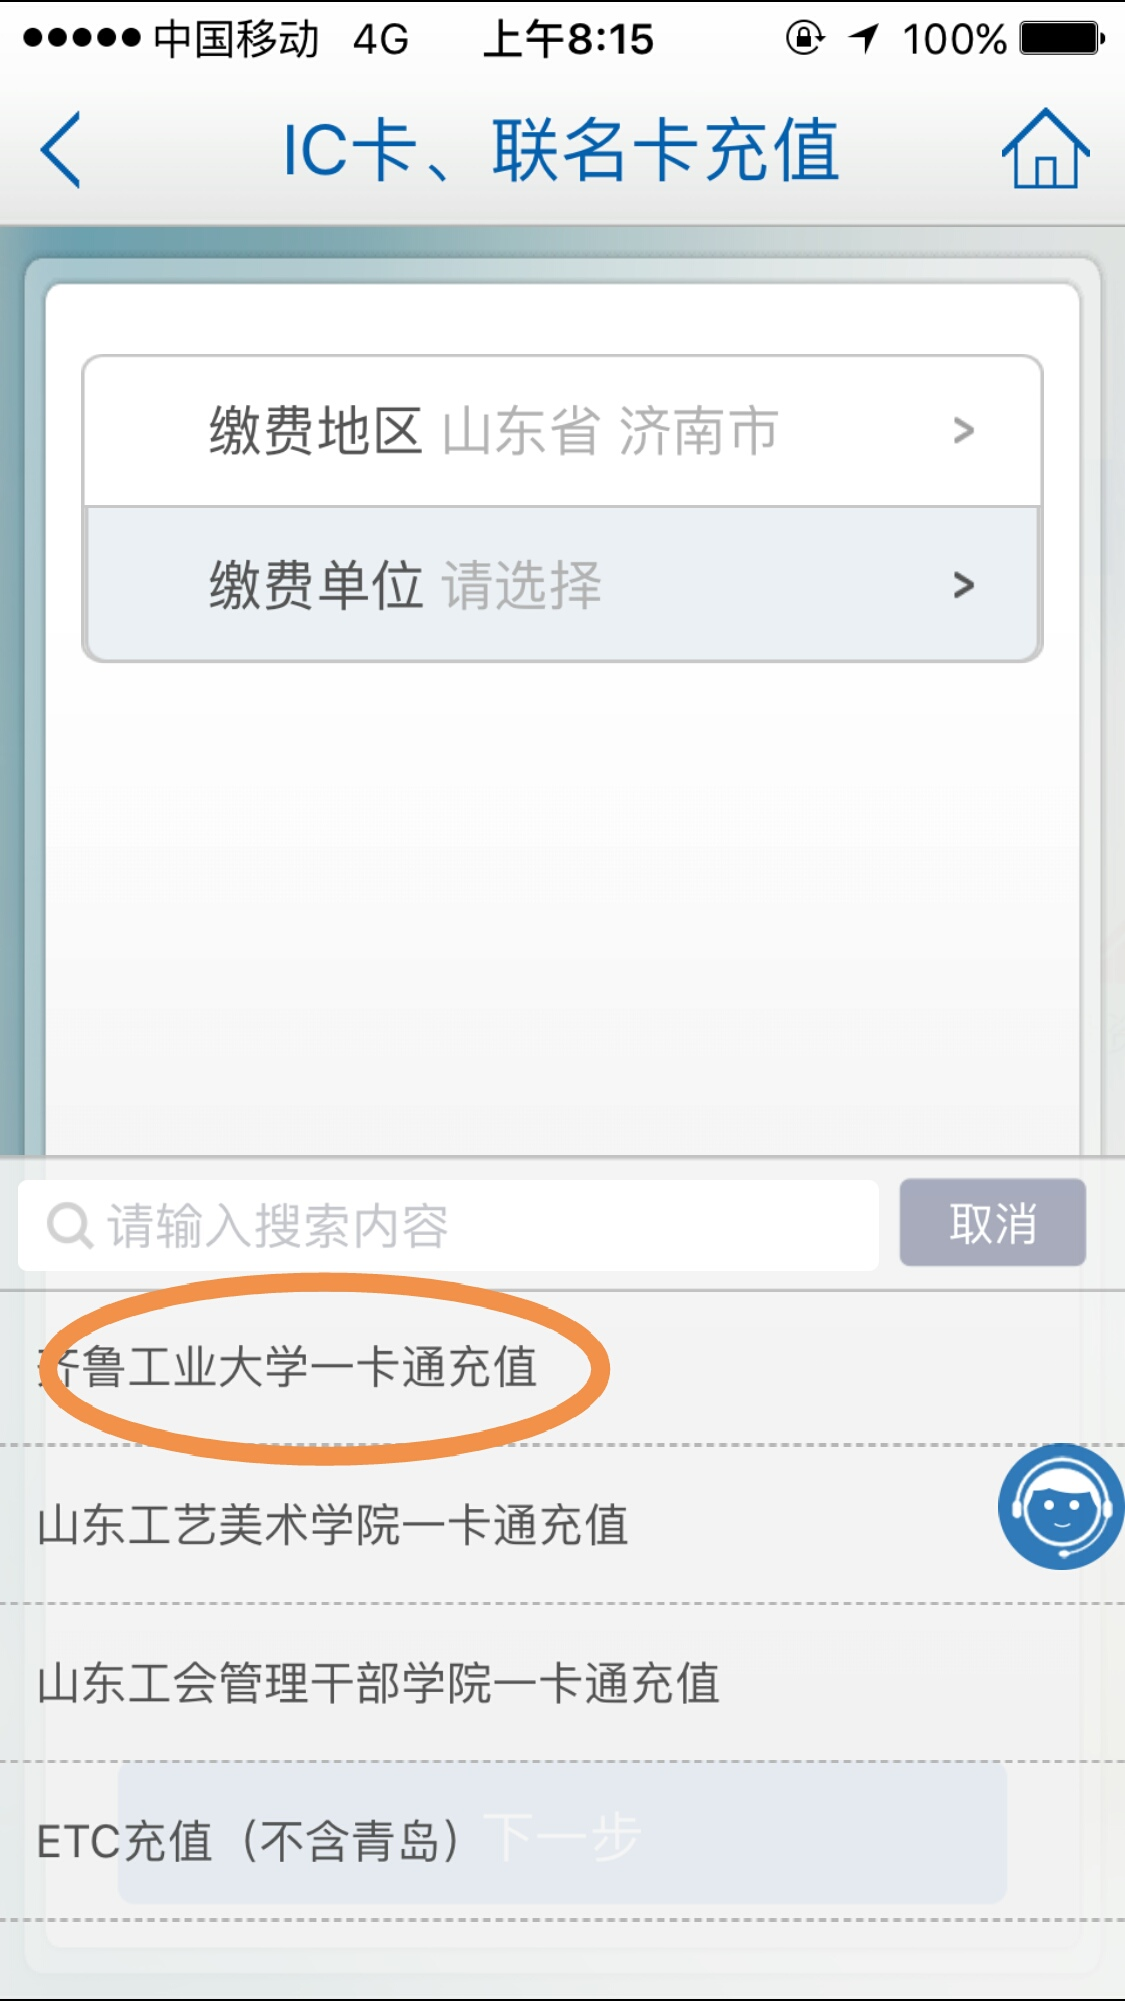 中国移动 4G 上午8:15 100%
IC卡、联名卡充值
缴费地区 山东省 济南市 >
缴费单位 请选择 >
请输入搜索内容 取消
齐鲁工业大学一卡通充值
山东工艺美术学院一卡通充值
山东工会管理干部学院一卡通充值
ETC充值（不含青岛）
下一步